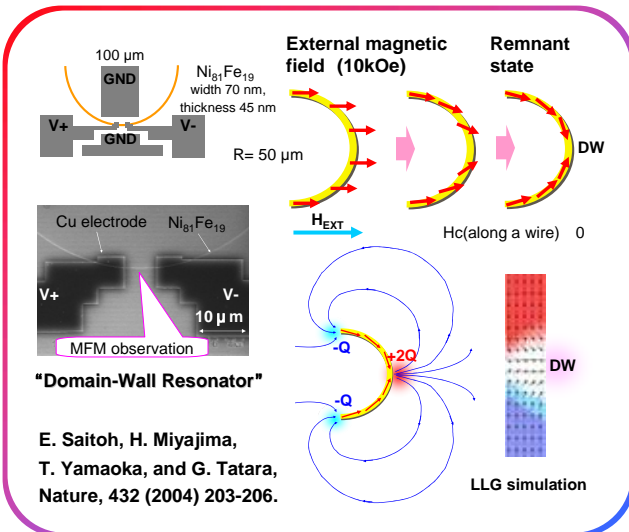 100 µm
GND
Ni81Fe19
width 70 nm,
thickness 45 nm
V+
GND
V-
R= 50 µm
External magnetic
field (10kOe)
Remnant
state
DW
HEXT
Hc(along a wire) 0
Cu electrode
Ni81Fe19
V+
V-
10 µ m
MFM observation
"Domain-Wall Resonator"
-Q
+2Q
-Q
DW
LLG simulation
E. Saitoh, H. Miyajima,
T. Yamaoka, and G. Tatara,
Nature, 432 (2004) 203-206.